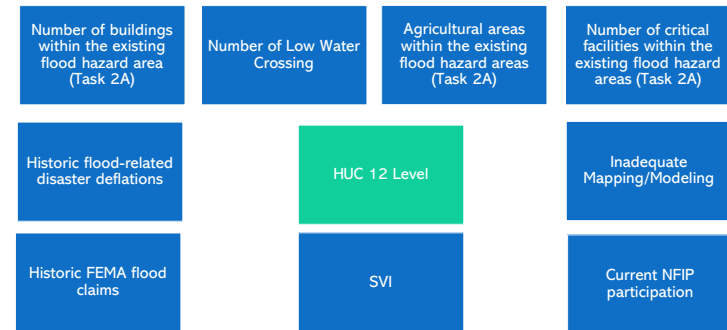 Number of buildings
within the existing
flood hazard area
(Task 2A)
Number of Low Water
Crossing
Agricultural areas
within the existing
flood hazard areas
(Task 2A)
Number of critical
facilities within the
existing flood hazard
areas (Task 2A)
Historic flood-related
disaster deflations
HUC 12 Level
Inadequate
Mapping/Modeling
Historic FEMA flood
claims
SVI
Current NFIP
participation